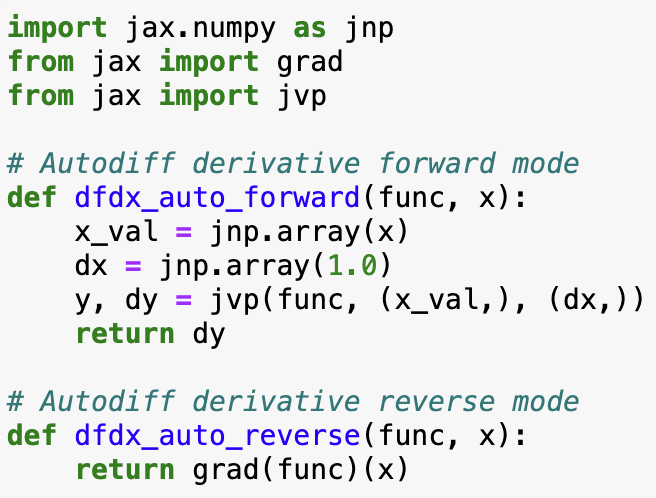 import jax.numpy as jnp
from jax import grad
from jax import jvp
# Autodiff derivative forward mode
def dfdx_auto_forward(func, x):
    x_val = jnp.array(x)
    dx = jnp.array(1.0)
    y, dy = jvp(func, (x_val,), (dx,))
    return dy
# Autodiff derivative reverse mode
def dfdx_auto_reverse(func, x):
    return grad(func)(x)